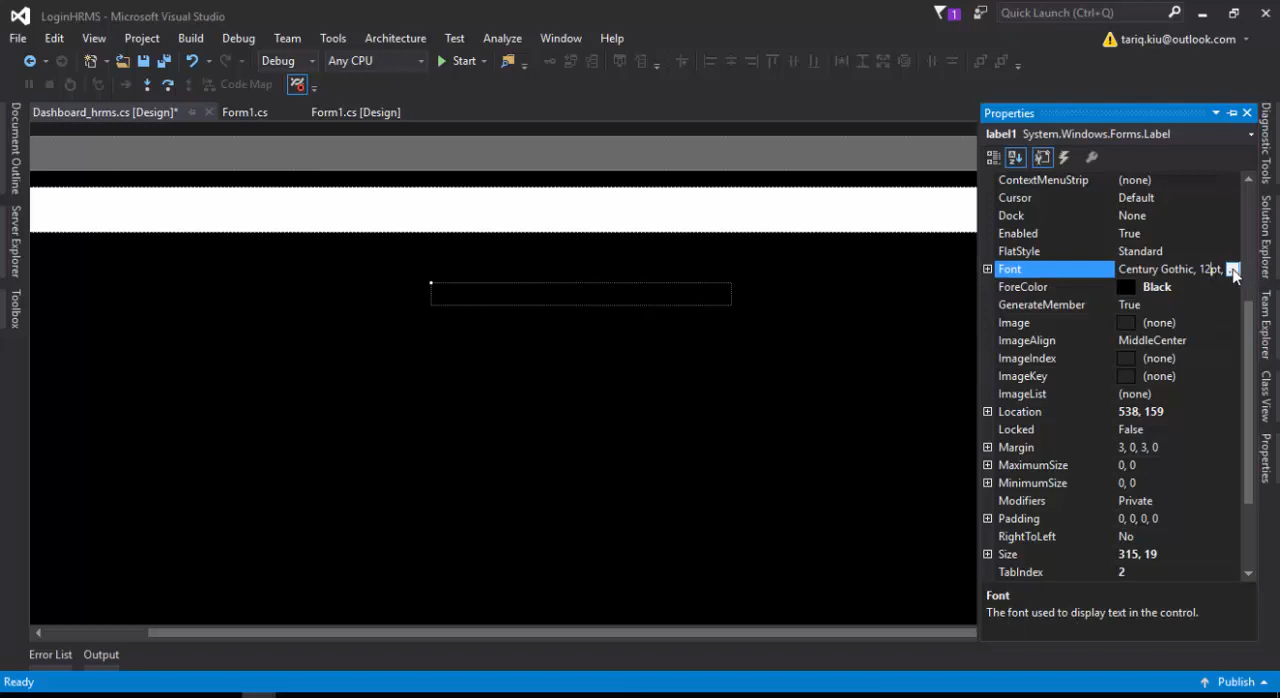 LoginHRMS - Microsoft Visual Studio
1
Quick Launch (Ctrl+Q)
File Edit View Project Build Debug Team Tools Architecture Test Analyze Window Help
tariq.kiu@outlook.com
Debug Any CPU Start
Code Map
Dashboard_hrms.cs [Design]* Form1.cs Form1.cs [Design]
Document Outline
Server Explorer
Toolbox
Properties
label1 System.Windows.Forms.Label
ContextMenuStrip (none)
Cursor Default
Dock None
Enabled True
FlatStyle Standard
Font Century Gothic, 12pt,
ForeColor Black
GenerateMember True
Image (none)
ImageAlign MiddleCenter
ImageIndex (none)
ImageKey (none)
ImageList (none)
Location 538, 159
Locked False
Margin 3, 0, 3, 0
MaximumSize 0, 0
MinimumSize 0, 0
Modifiers Private
Padding 0, 0, 0, 0
RightToLeft No
Size 315, 19
TabIndex 2
Font
The font used to display text in the control.
Diagnostic Tools
Solution Explorer
Team Explorer
Class View
Properties
Error List Output
Ready
Publish